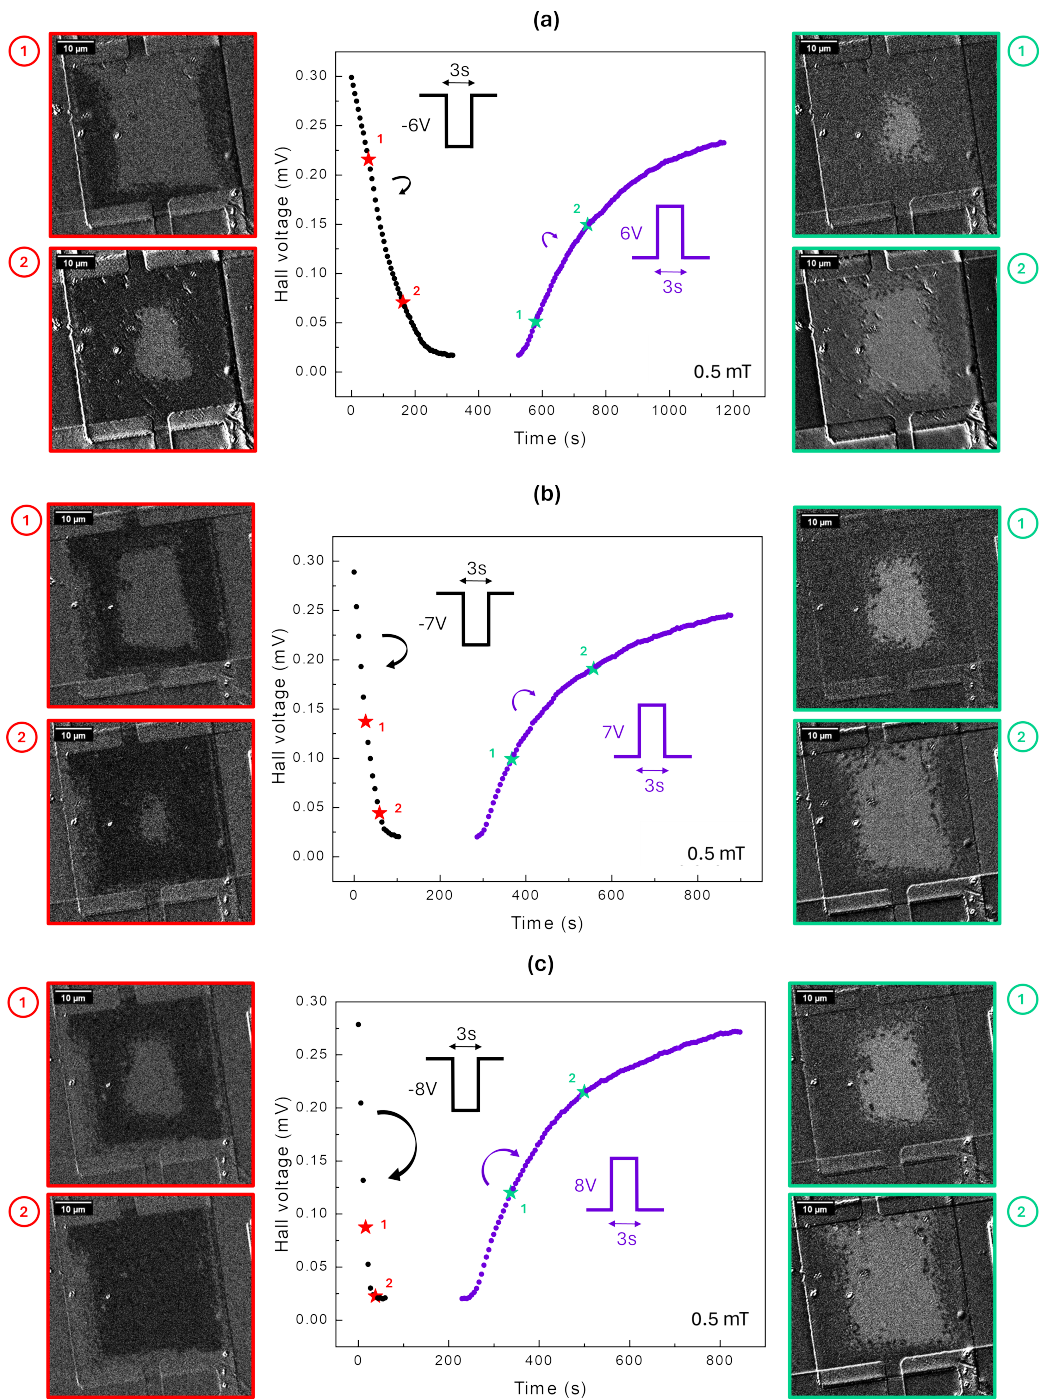 (a)
1
10 µm
2
10 µm
Hall voltage (mV)
0.30
0.25
0.20
0.15
0.10
0.05
0.00
3s
-6V
1
2
1
2
6V
3s
0.5 mT
0 200 400 600 800 1000 1200
Time (s)
10 µm
1
10 µm
2
(b)
1
10 µm
2
10 µm
Hall voltage (mV)
0.30
0.25
0.20
0.15
0.10
0.05
0.00
3s
-7V
1
2
1
2
7V
3s
0.5 mT
0 200 400 600 800
Time (s)
10 µm
1
10 µm
2
(c)
1
10 µm
2
10 µm
Hall voltage (mV)
0.30
0.25
0.20
0.15
0.10
0.05
0.00
3s
-8V
1
2
1
2
8V
3s
0.5 mT
0 200 400 600 800
Time (s)
10 µm
1
10 µm
2